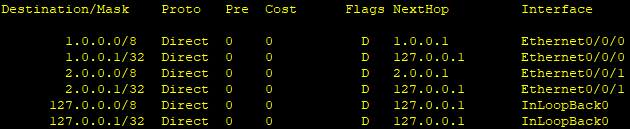 Destination/Mask Proto Pre Cost Flags NextHop Interface
1.0.0.0/8 Direct 0 0 D 1.0.0.1 Ethernet0/0/0
1.0.0.1/32 Direct 0 0 D 127.0.0.1 Ethernet0/0/0
2.0.0.0/8 Direct 0 0 D 2.0.0.1 Ethernet0/0/1
2.0.0.1/32 Direct 0 0 D 127.0.0.1 Ethernet0/0/1
127.0.0.0/8 Direct 0 0 D 127.0.0.1 InLoopBack0
127.0.0.1/32 Direct 0 0 D 127.0.0.1 InLoopBack0